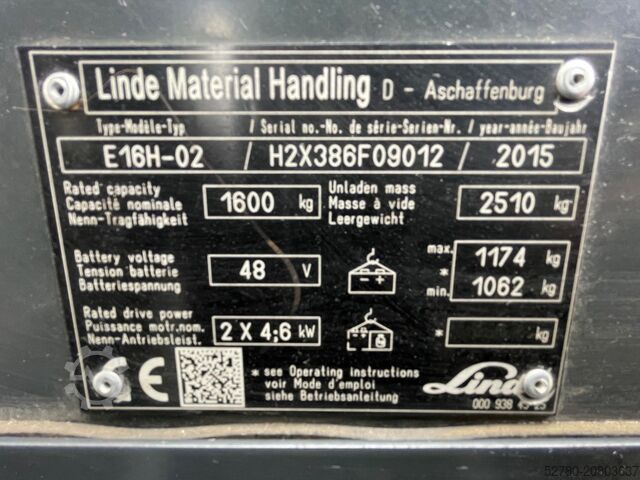 Linde Material Handling D - Aschaffenburg
Type-Modèle-Typ / Serial no.-No. de série-Serien-Nr. / year-année-Baujahr
E16H-02 / H2X386F09012 / 2015
Rated capacity
Capacité nominale
Nenn-Tragfähigkeit
1600 kg
Unladen mass
Masse à vide
Leergewicht
2510 kg
Battery voltage
Tension batterie
Batteriespannung
48 V
max. 1174 kg
*
min. 1062 kg
Rated drive power
Puissance motr.nom.
Nenn-Antriebsleist.
2 X 4;6 kW
* kg
CE
* see Operating instructions
voir Mode d'emploi
siehe Betriebsanleitung
Linde
000 938
52780-20803637